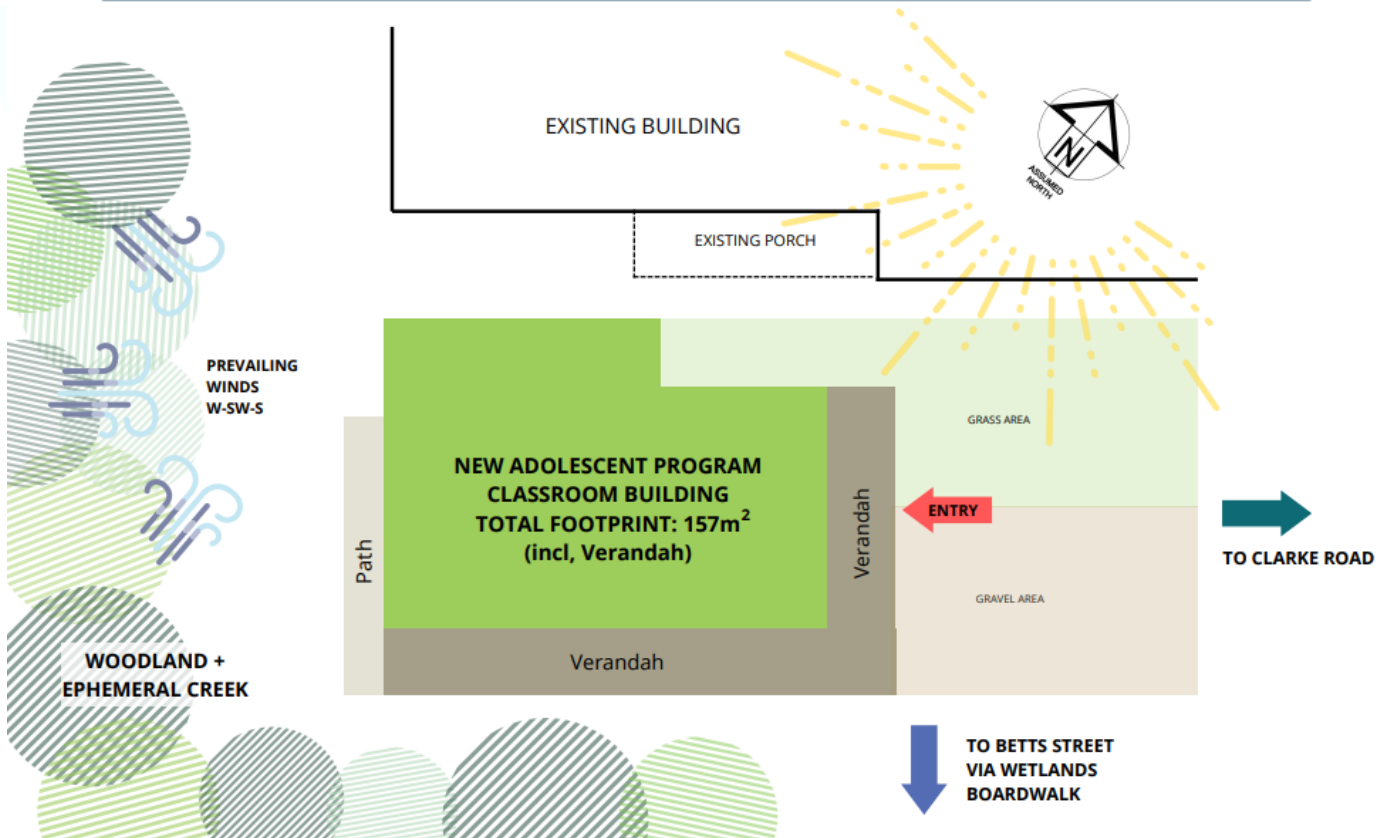 EXISTING BUILDING
N
ASSUMED
NORTH
EXISTING PORCH
PREVAILING
WINDS
W-SW-S
GRASS AREA
NEW ADOLESCENT PROGRAM
CLASSROOM BUILDING
TOTAL FOOTPRINT: 157m²
(incl, Verandah)
Verandah
ENTRY
Path
TO CLARKE ROAD
GRAVEL AREA
WOODLAND +
EPHEMERAL CREEK
Verandah
TO BETTS STREET
VIA WETLANDS
BOARDWALK